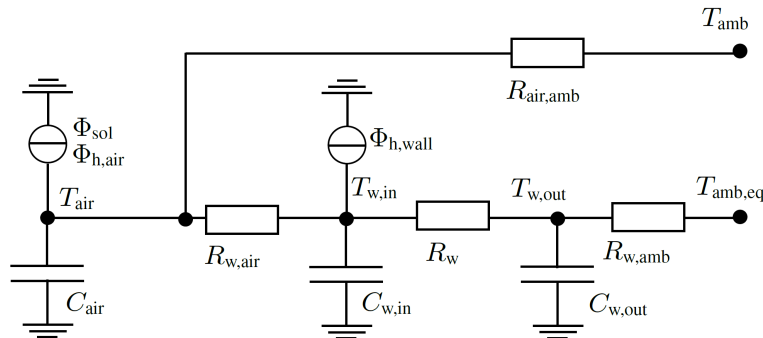 T_amb
R_air,amb
Φ_sol
Φ_h,air
Φ_h,wall
T_air
T_w,in
T_w,out
T_amb,eq
R_w,air
R_w
R_w,amb
C_air
C_w,in
C_w,out